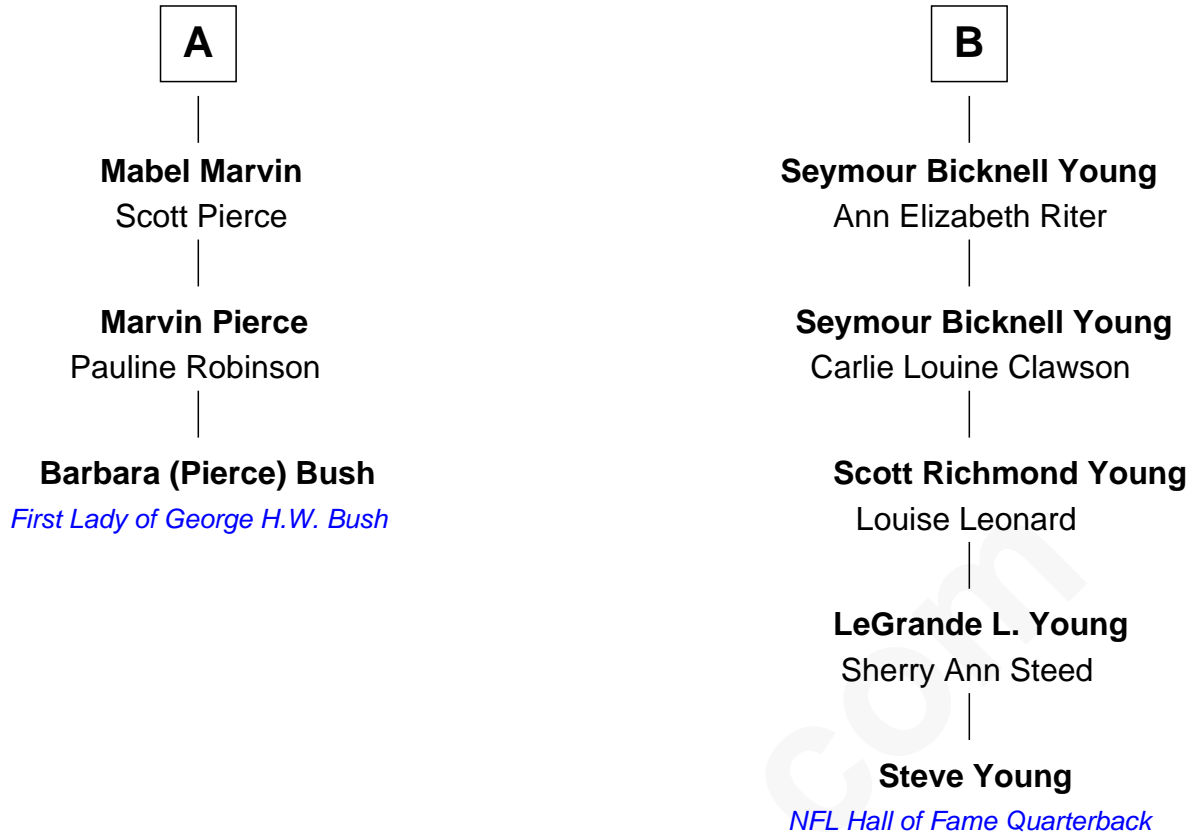 A
Mabel Marvin
Scott Pierce
Marvin Pierce
Pauline Robinson
Barbara (Pierce) Bush
First Lady of George H.W. Bush
B
Seymour Bicknell Young
Ann Elizabeth Riter
Seymour Bicknell Young
Carlie Louine Clawson
Scott Richmond Young
Louise Leonard
LeGrande L. Young
Sherry Ann Steed
Steve Young
NFL Hall of Fame Quarterback
com